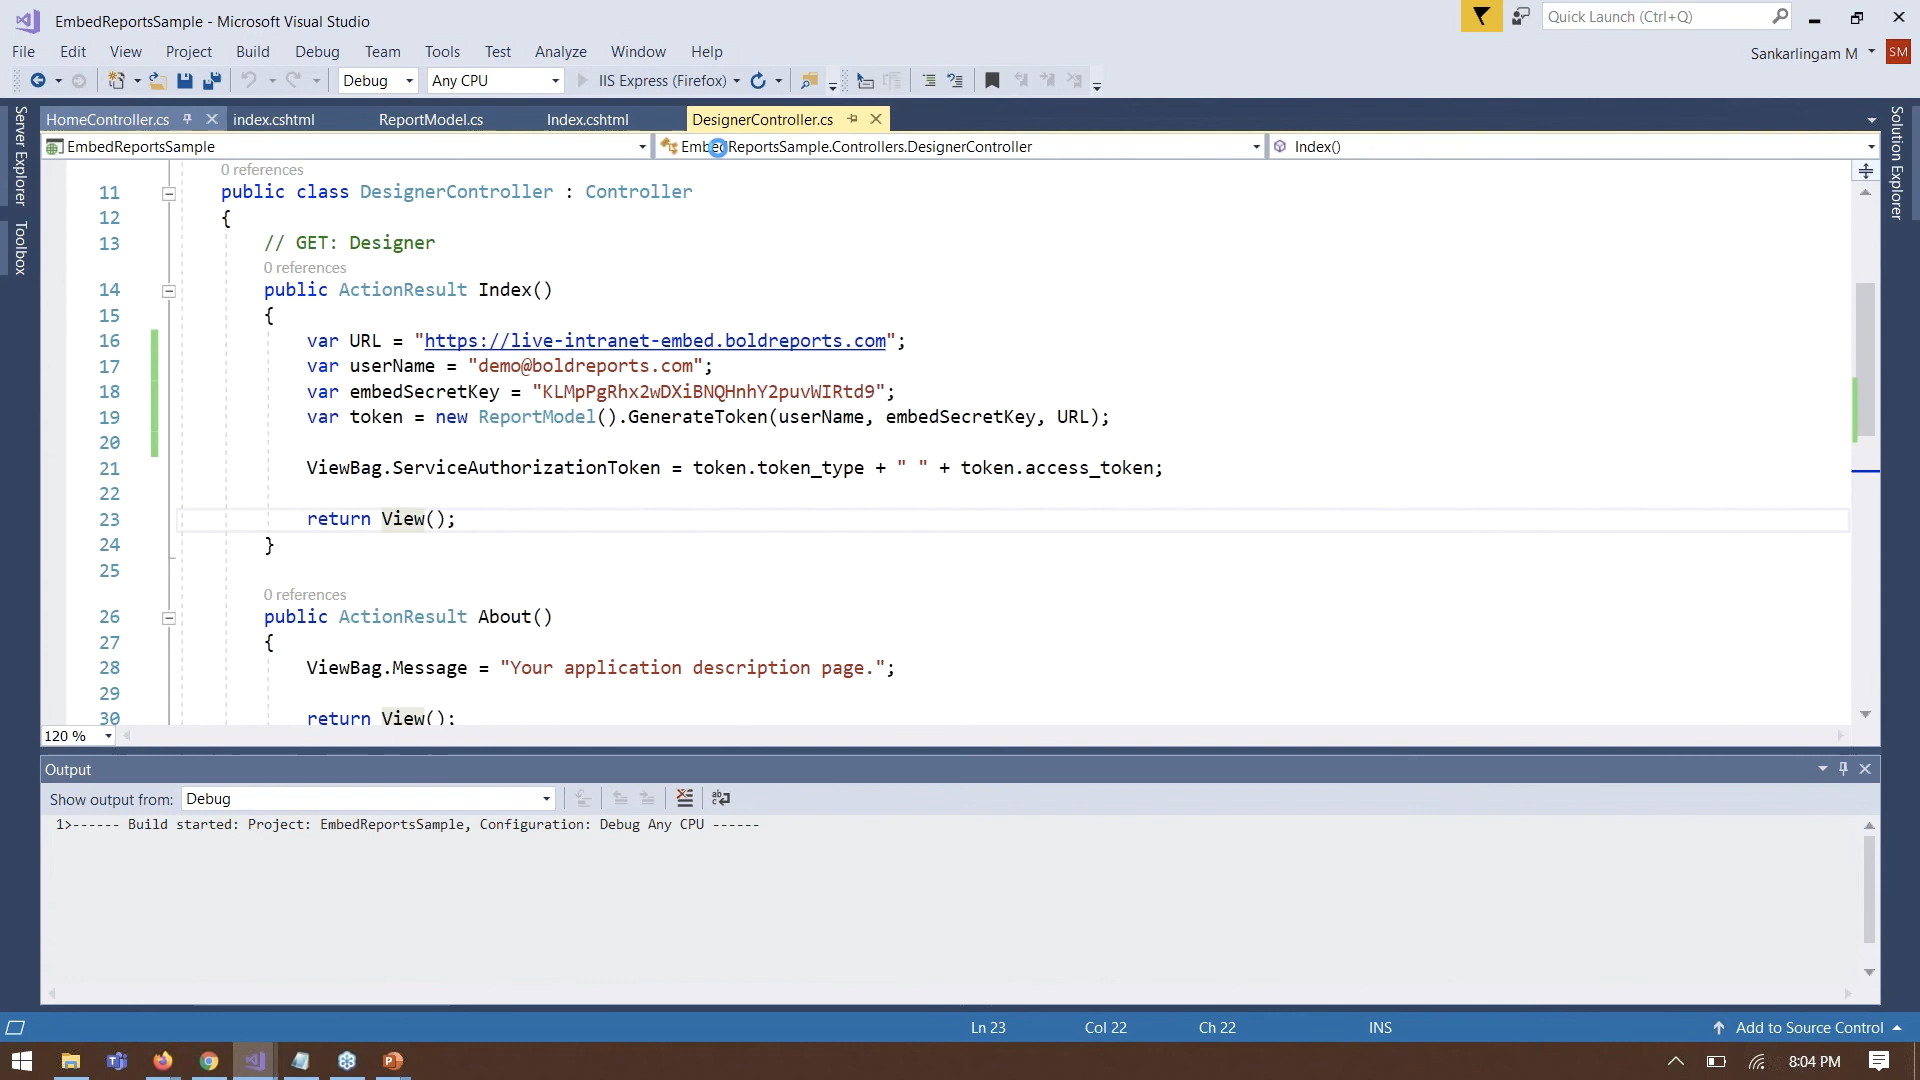 EmbedReportsSample - Microsoft Visual Studio
Quick Launch (Ctrl+Q)
File Edit View Project Build Debug Team Tools Test Analyze Window Help
Sankarlingam M SM
Debug Any CPU IIS Express (Firefox)
Server Explorer
Toolbox
Solution Explorer
HomeController.cs index.cshtml ReportModel.cs Index.cshtml DesignerController.cs
EmbedReportsSample EmbedReportsSample.Controllers.DesignerController Index()
0 references
11 public class DesignerController : Controller
12 {
13 // GET: Designer
0 references
14 public ActionResult Index()
15 {
16 var URL = "https://live-intranet-embed.boldreports.com";
17 var userName = "demo@boldreports.com";
18 var embedSecretKey = "KLMpPgRhx2wDXiBNQHnhY2puvWIRtd9";
19 var token = new ReportModel().GenerateToken(userName, embedSecretKey, URL);
20
21 ViewBag.ServiceAuthorizationToken = token.token_type + " " + token.access_token;
22
23 return View();
24 }
25
0 references
26 public ActionResult About()
27 {
28 ViewBag.Message = "Your application description page.";
29
30 return View();
120 %
Output
Show output from: Debug
1>------ Build started: Project: EmbedReportsSample, Configuration: Debug Any CPU ------
Ln 23 Col 22 Ch 22 INS Add to Source Control
8:04 PM